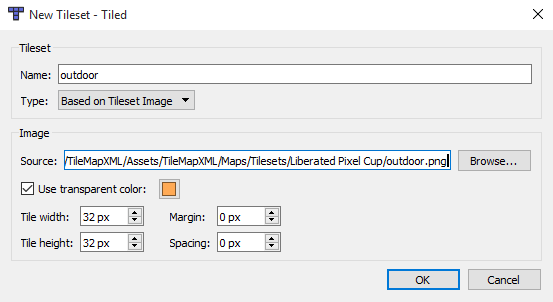 New Tileset - Tiled
Tileset
Name: outdoor
Type: Based on Tileset Image
Image
Source: /TileMapXML/Assets/TileMapXML/Maps/Tilesets/Liberated Pixel Cup/outdoor.png Browse...
Use transparent color:
Tile width: 32 px Margin: 0 px
Tile height: 32 px Spacing: 0 px
OK Cancel